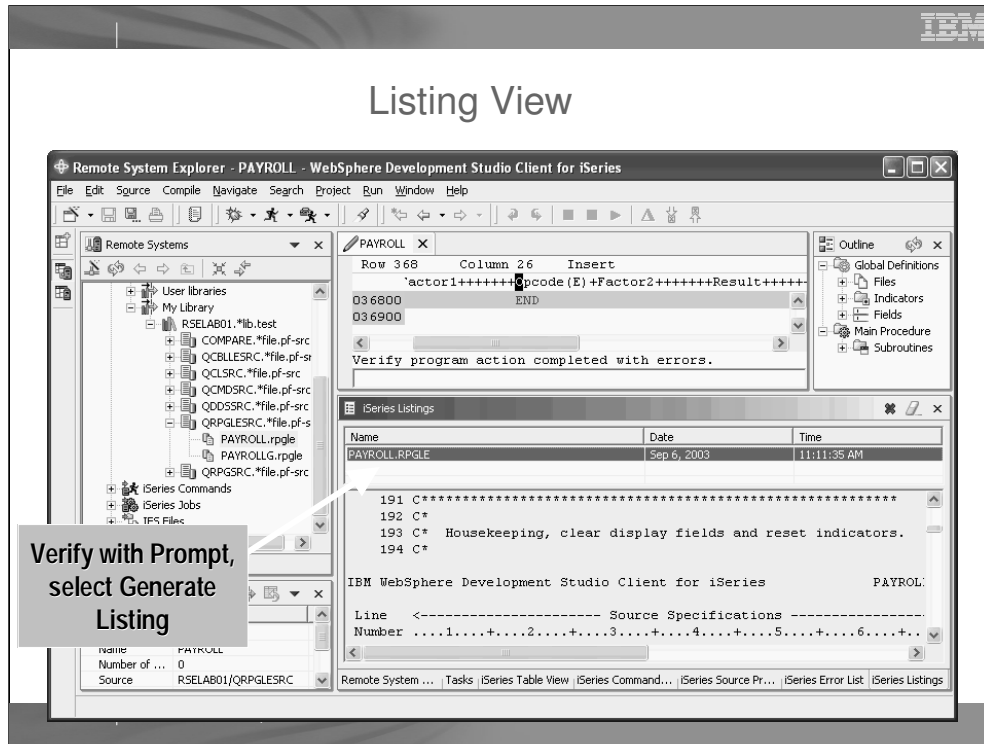 IBM
Listing View
Remote System Explorer - PAYROLL - WebSphere Development Studio Client for iSeries
File Edit Source Compile Navigate Search Project Run Window Help
Remote Systems
User libraries
My Library
RSELAB01.*lib.test
COMPARE.*file.pf-src
QCBLLESRC.*file.pf-sr
QCLSRC.*file.pf-src
QCMDSRC.*file.pf-src
QDDSSRC.*file.pf-src
QRPGLESRC.*file.pf-s
PAYROLL.rpgle
PAYROLLG.rpgle
QRPGSRC.*file.pf-src
iSeries Commands
iSeries Jobs
IFS Files
PAYROLL
Row 368 Column 26 Insert
'actor1+++++++Opcode(E)+Factor2+++++++Result+++++
036800 END
036900
Verify program action completed with errors.
Outline
Global Definitions
Files
Indicators
Fields
Main Procedure
Subroutines
iSeries Listings
Name Date Time
PAYROLL.RPGLE Sep 6, 2003 11:11:35 AM
191 C**********************************************************
192 C*
193 C* Housekeeping, clear display fields and reset indicators.
194 C*
IBM WebSphere Development Studio Client for iSeries PAYROL
Line <---------------------- Source Specifications -----------------
Number ....1....+....2....+....3....+....4....+....5....+....6....+..
Verify with Prompt,
select Generate
Listing
Name PAYROLL
Number of ... 0
Source RSELAB01/QRPGLESRC
Remote System ... Tasks iSeries Table View iSeries Command... iSeries Source Pr... iSeries Error List iSeries Listings